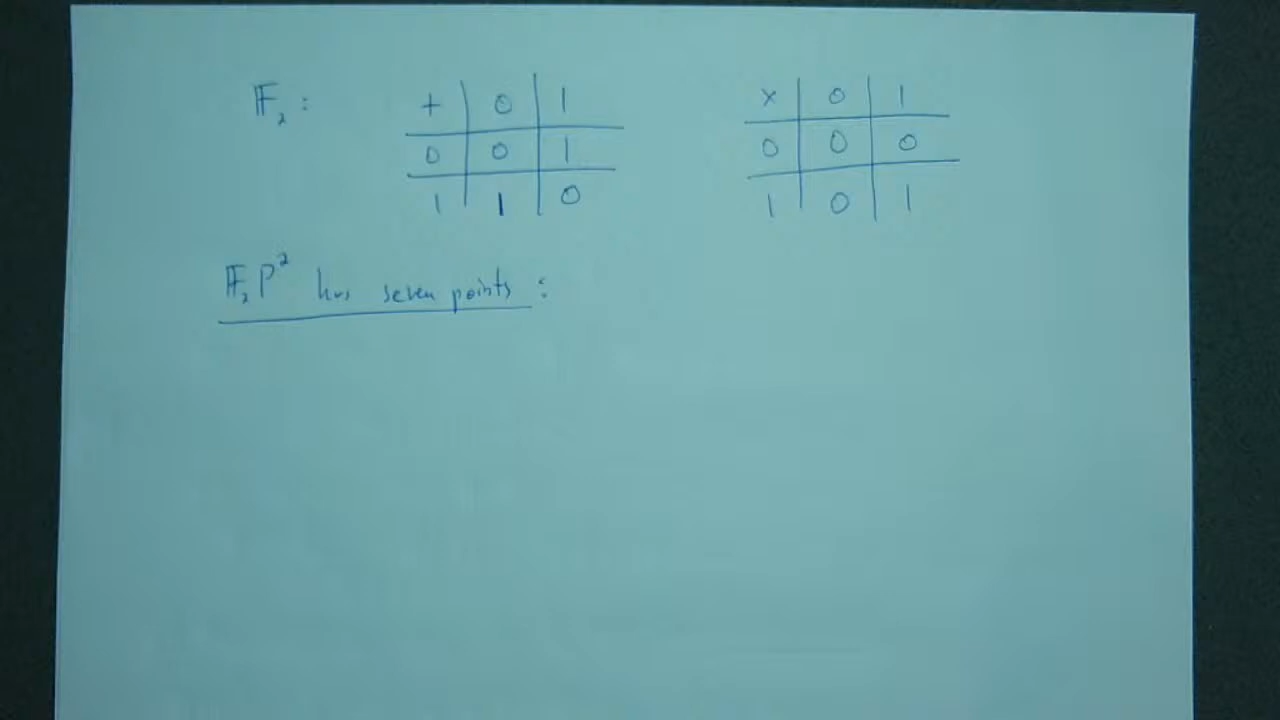 𝔽₂ : + 0 1 × 0 1
0 0 1 0 0 0
1 1 0 1 0 1
𝔽₂P² has seven points :